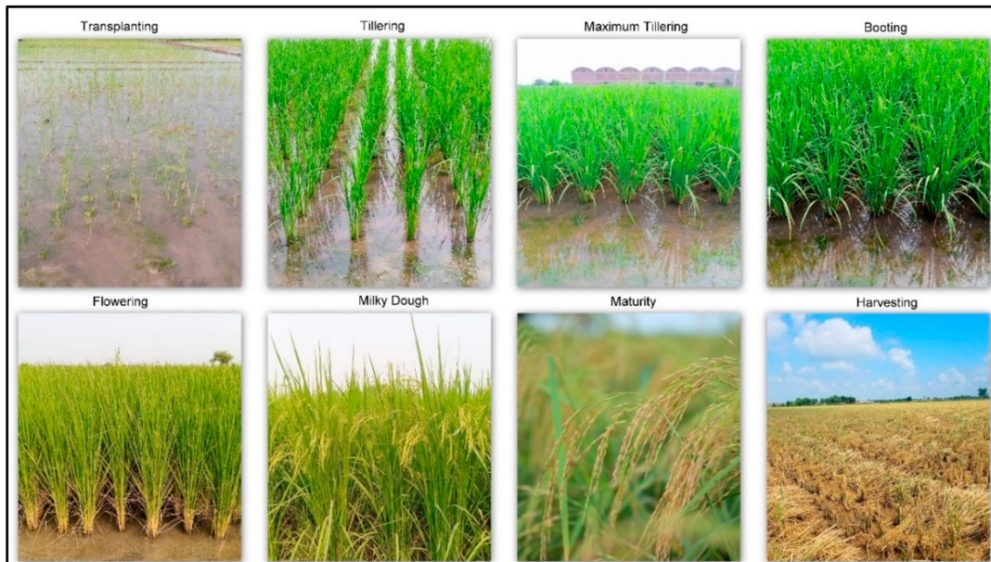 Transplanting
Tillering
Maximum Tillering
Booting
Flowering
Milky Dough
Maturity
Harvesting